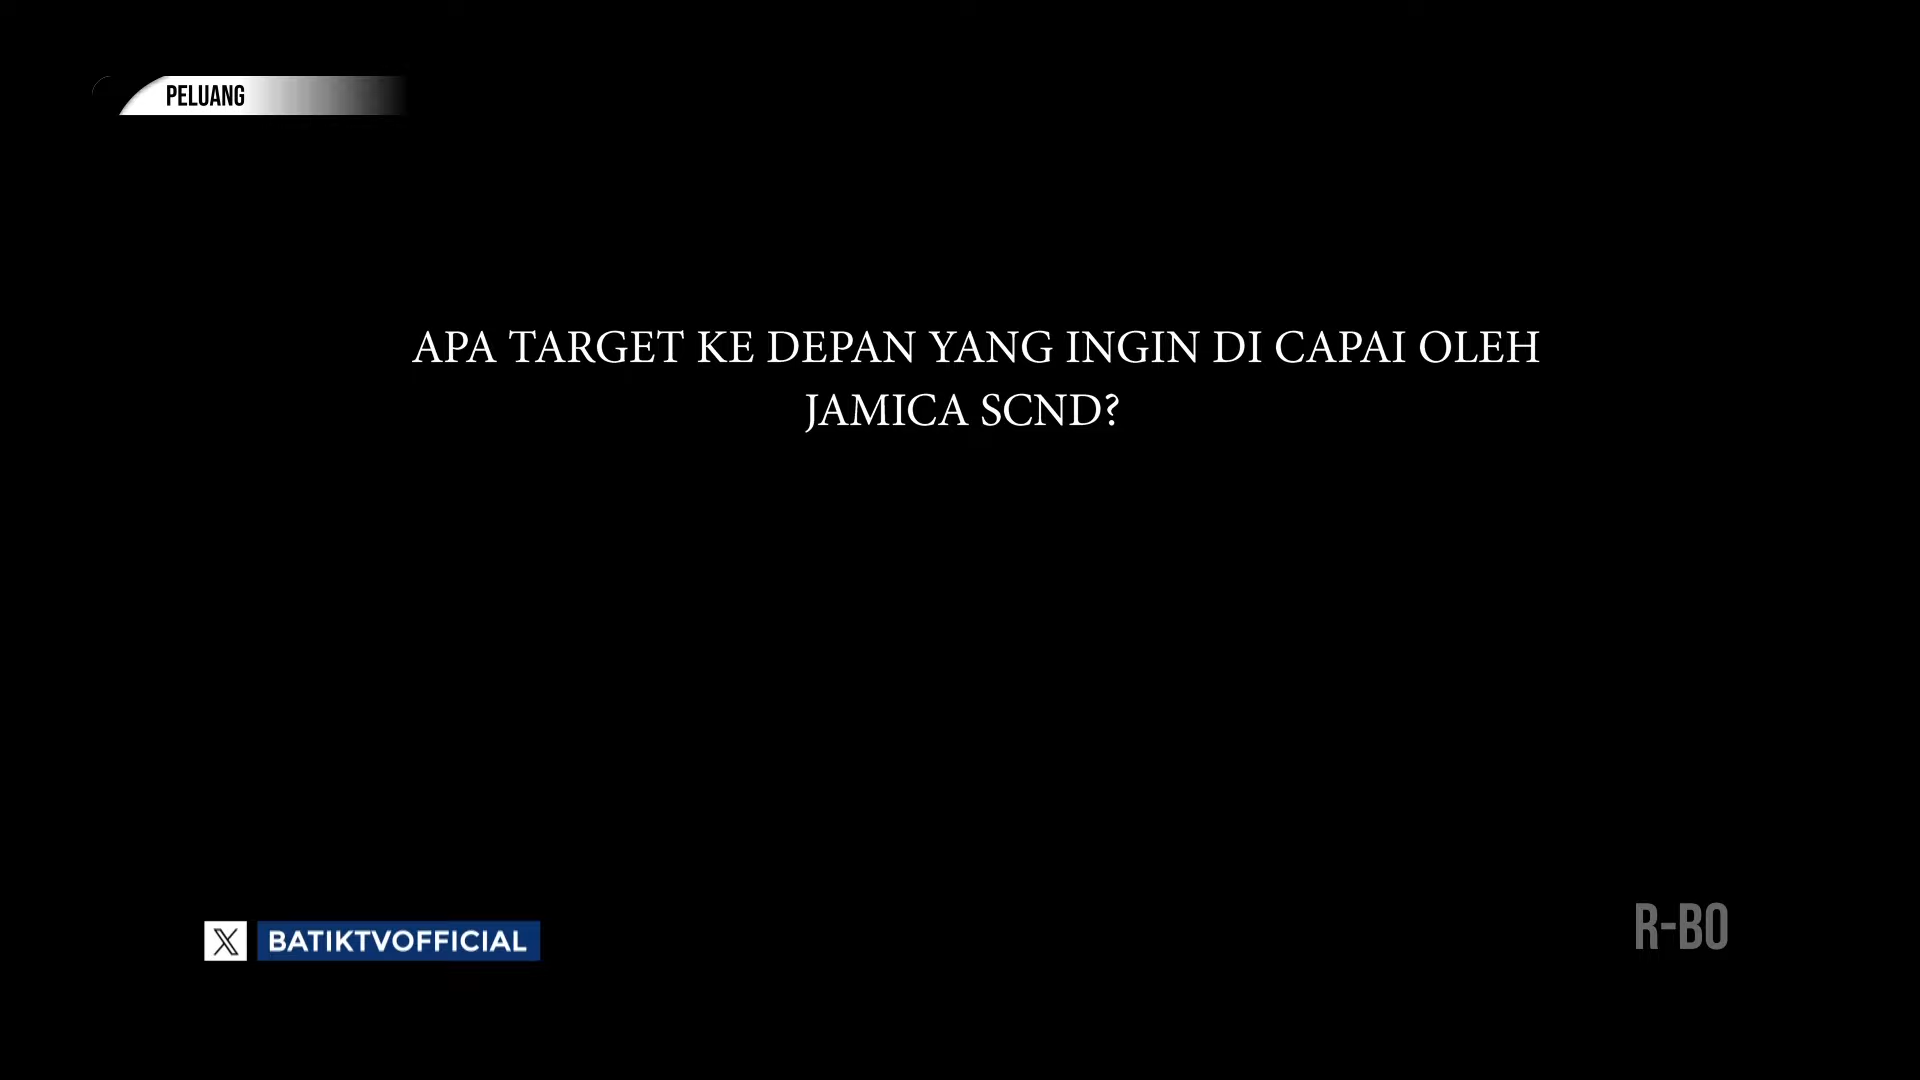 PELUANG
APA TARGET KE DEPAN YANG INGIN DI CAPAI OLEH
JAMICA SCND?
X BATIKTVOFFICIAL
R-BO